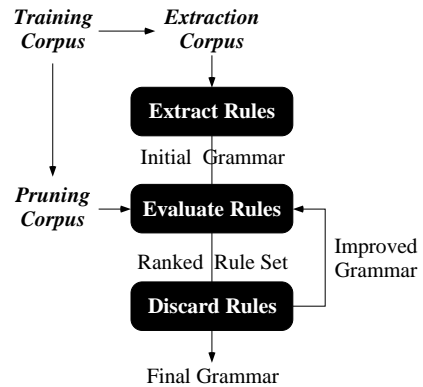 Training
Corpus
Extraction
Corpus
Extract Rules
Initial Grammar
Pruning
Corpus
Evaluate Rules
Ranked Rule Set
Improved
Grammar
Discard Rules
Final Grammar